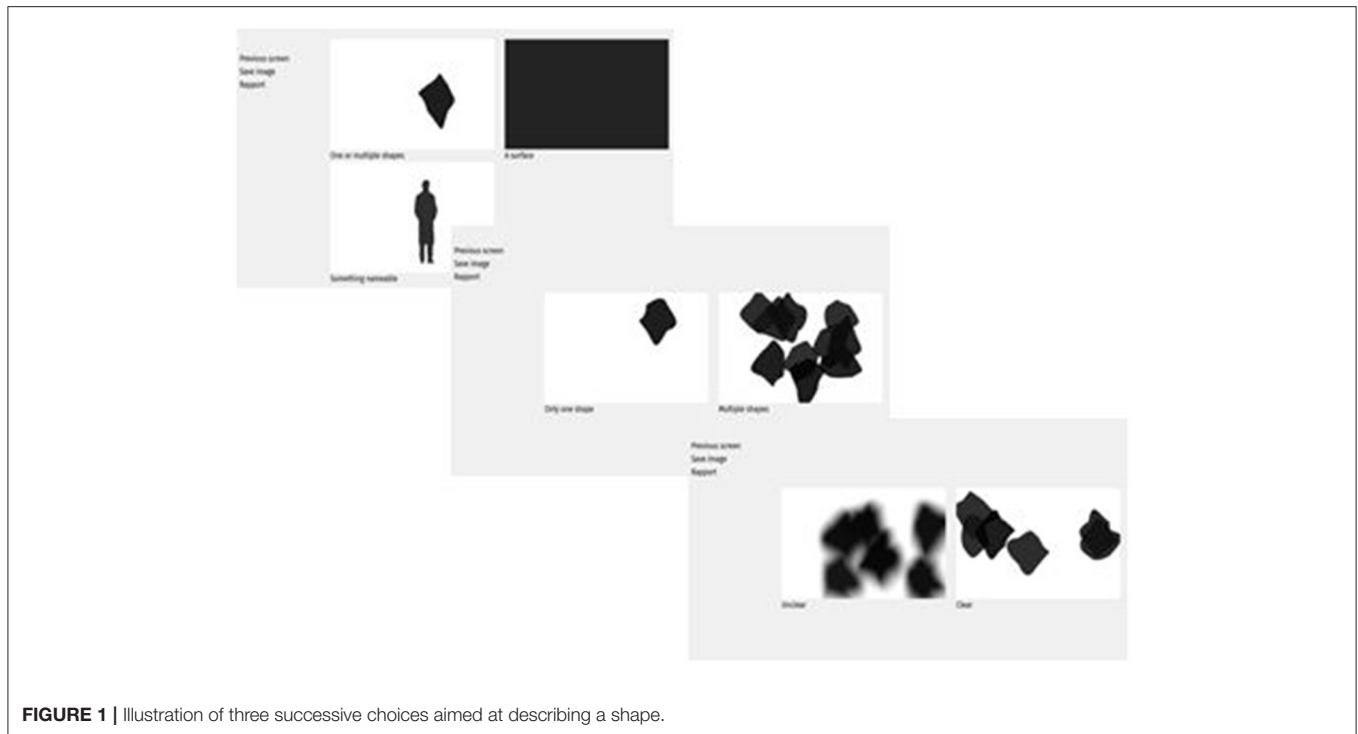 Previous screen
Save image
Rapport
One or multiple shapes
A surface
Something nameable
Previous screen
Save image
Rapport
Only one shape
Multiple shapes
Previous screen
Save image
Rapport
Unclear
Clear
FIGURE 1 | Illustration of three successive choices aimed at describing a shape.